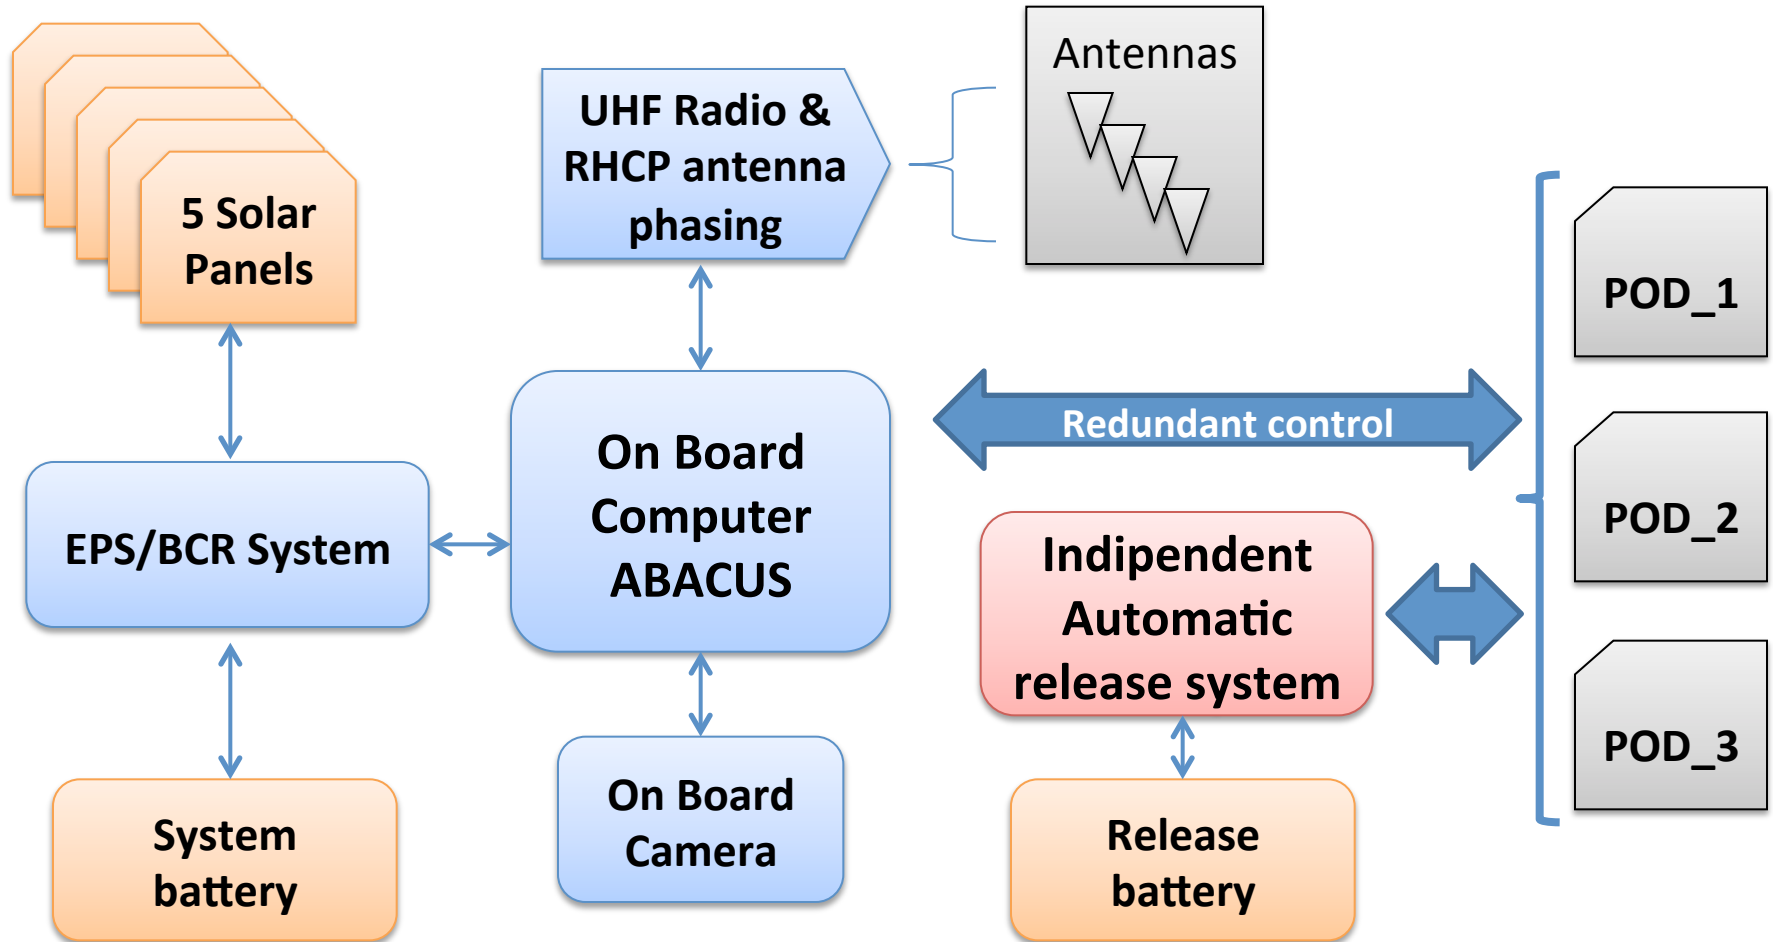 Antennas
UHF Radio &
RHCP antenna
phasing
5 Solar
Panels
POD_1
Redundant control
On Board
Computer
ABACUS
EPS/BCR System
Indipendent
Automatic
release system
POD_2
POD_3
System
battery
On Board
Camera
Release
battery